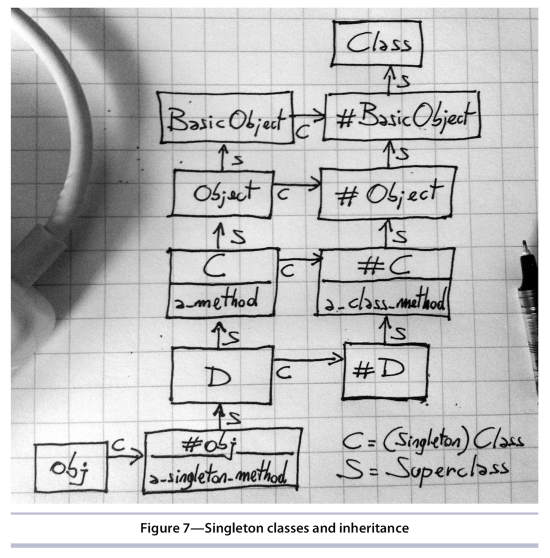 Class
S
BasicObject
C
#BasicObject
S
S
Object
C
#Object
S
S
C
C
#C
a_method
a_class_method
S
S
D
C
#D
S
obj
C
#obj
a_singleton_method
C = (Singleton) Class
S = Superclass
Figure 7—Singleton classes and inheritance